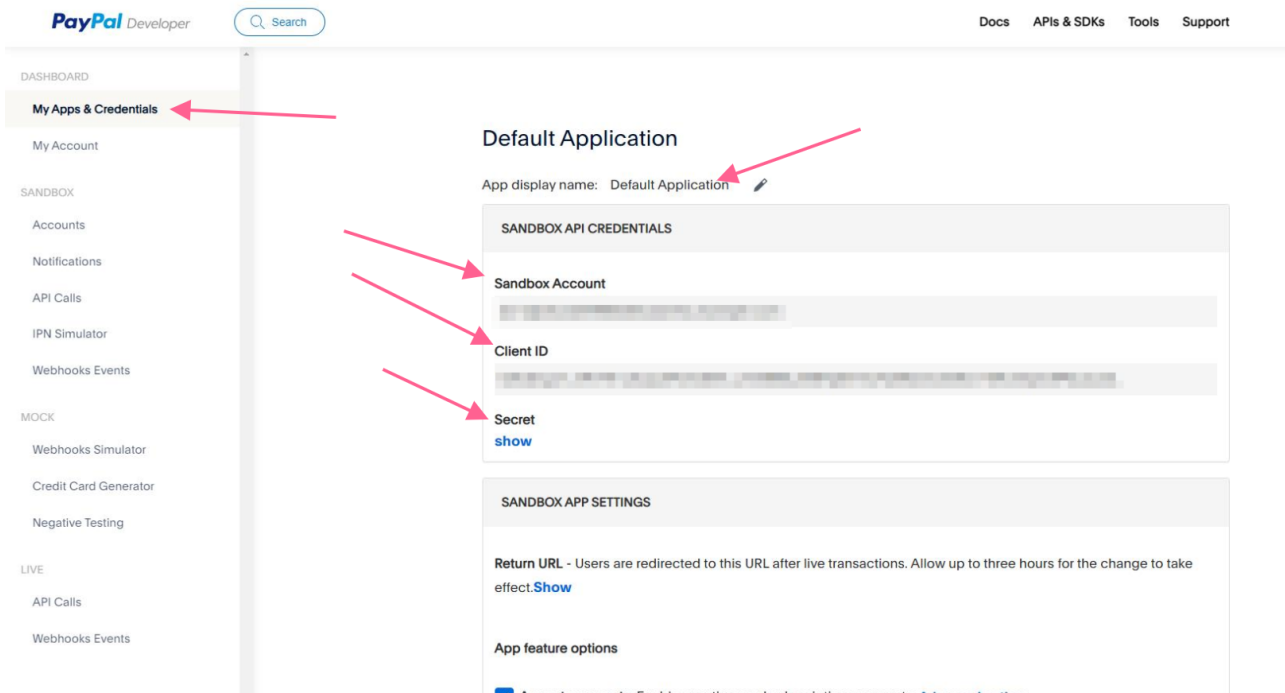 PayPal Developer
Search
Docs
APIs & SDKs
Tools
Support
DASHBOARD
My Apps & Credentials
My Account
SANDBOX
Accounts
Notifications
API Calls
IPN Simulator
Webhooks Events
MOCK
Webhooks Simulator
Credit Card Generator
Negative Testing
LIVE
API Calls
Webhooks Events
Default Application
App display name: Default Application
SANDBOX API CREDENTIALS
Sandbox Account
Client ID
Secret
show
SANDBOX APP SETTINGS
Return URL - Users are redirected to this URL after live transactions. Allow up to three hours for the change to take
effect.Show
App feature options